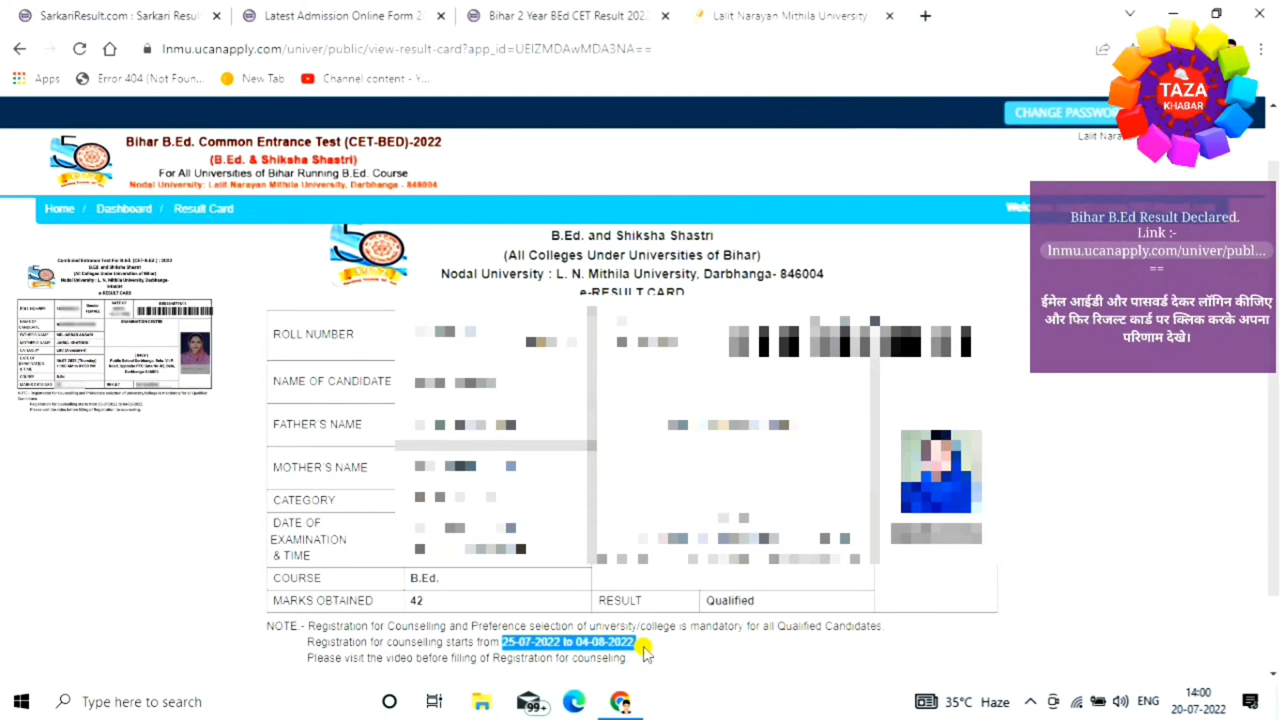 SarkariResult.com : Sarkari Resul
Latest Admission Online Form 2
Bihar 2 Year BEd CET Result 2022
Lalit Narayan Mithila University
lnmu.ucanapply.com/univer/public/view-result-card?app_id=UElZMDAwMDA3NA==
Apps
Error 404 (Not Foun...
New Tab
Channel content - Y...
TAZA
KHABAR
CHANGE PASSWO
Lalit Nara
Bihar B.Ed. Common Entrance Test (CET-BED)-2022
(B.Ed. & Shiksha Shastri)
For All Universities of Bihar Running B.Ed. Course
Nodal University: Lalit Narayan Mithila University, Darbhanga - 848004
Home / Dashboard / Result Card
Bihar B.Ed Result Declared.
Link :-
lnmu.ucanapply.com/univer/publ...
==
ईमेल आईडी और पासवर्ड देकर लॉगिन कीजिए
और फिर रिजल्ट कार्ड पर क्लिक करके अपना
परिणाम देखे।
B.Ed. and Shiksha Shastri
(All Colleges Under Universities of Bihar)
Nodal University : L. N. Mithila University, Darbhanga- 846004
e-RESULT CARD
ROLL NUMBER
NAME OF CANDIDATE
FATHER'S NAME
MOTHER'S NAME
CATEGORY
DATE OF
EXAMINATION
& TIME
COURSE B.Ed.
MARKS OBTAINED 42 RESULT Qualified
NOTE.- Registration for Counselling and Preference selection of university/college is mandatory for all Qualified Candidates.
Registration for counselling starts from 25-07-2022 to 04-08-2022.
Please visit the video before filling of Registration for counseling.
Type here to search
99+
35°C Haze
ENG
14:00
20-07-2022